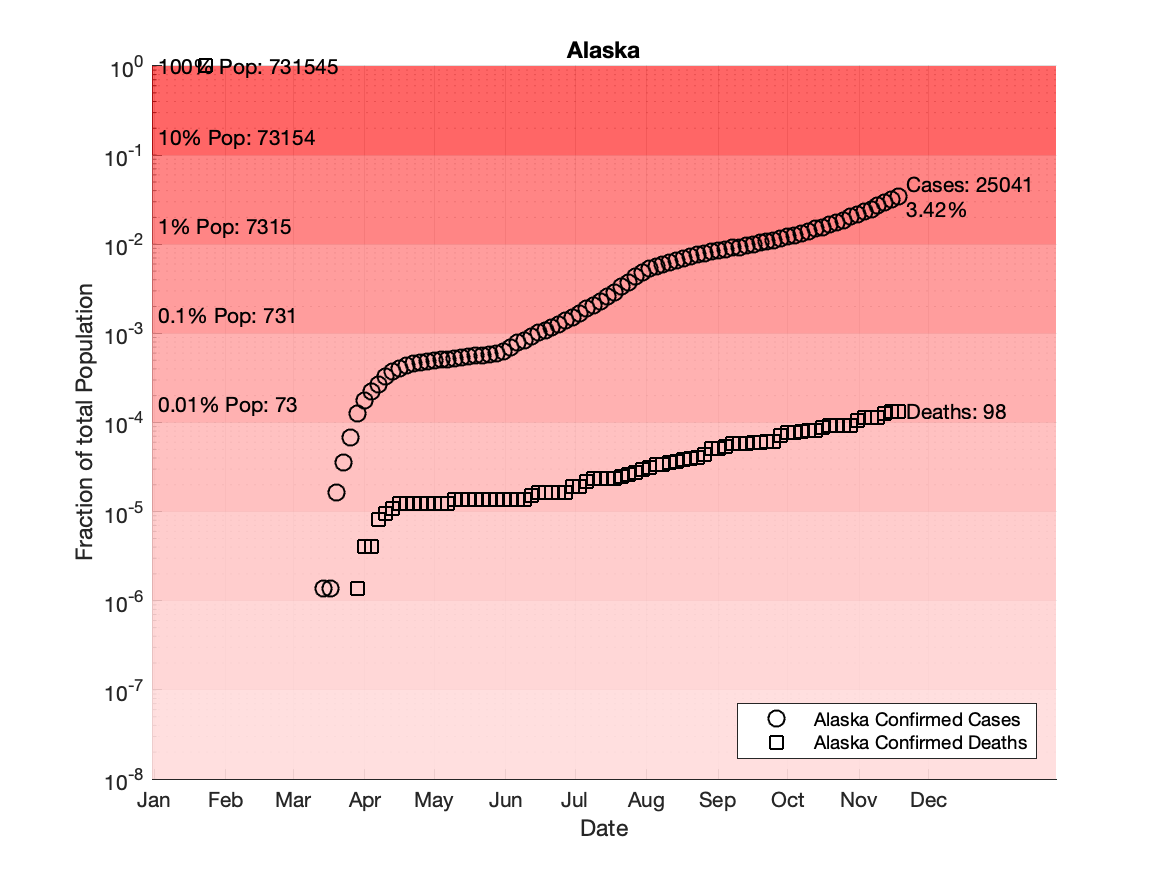 Alaska
10^0
100% Pop: 731545
10% Pop: 73154
10^-1
Cases: 25041
3.42%
1% Pop: 7315
10^-2
0.1% Pop: 731
10^-3
0.01% Pop: 73
Deaths: 98
10^-4
10^-5
10^-6
10^-7
10^-8
Fraction of total Population
Alaska Confirmed Cases
Alaska Confirmed Deaths
Jan Feb Mar Apr May Jun Jul Aug Sep Oct Nov Dec
Date